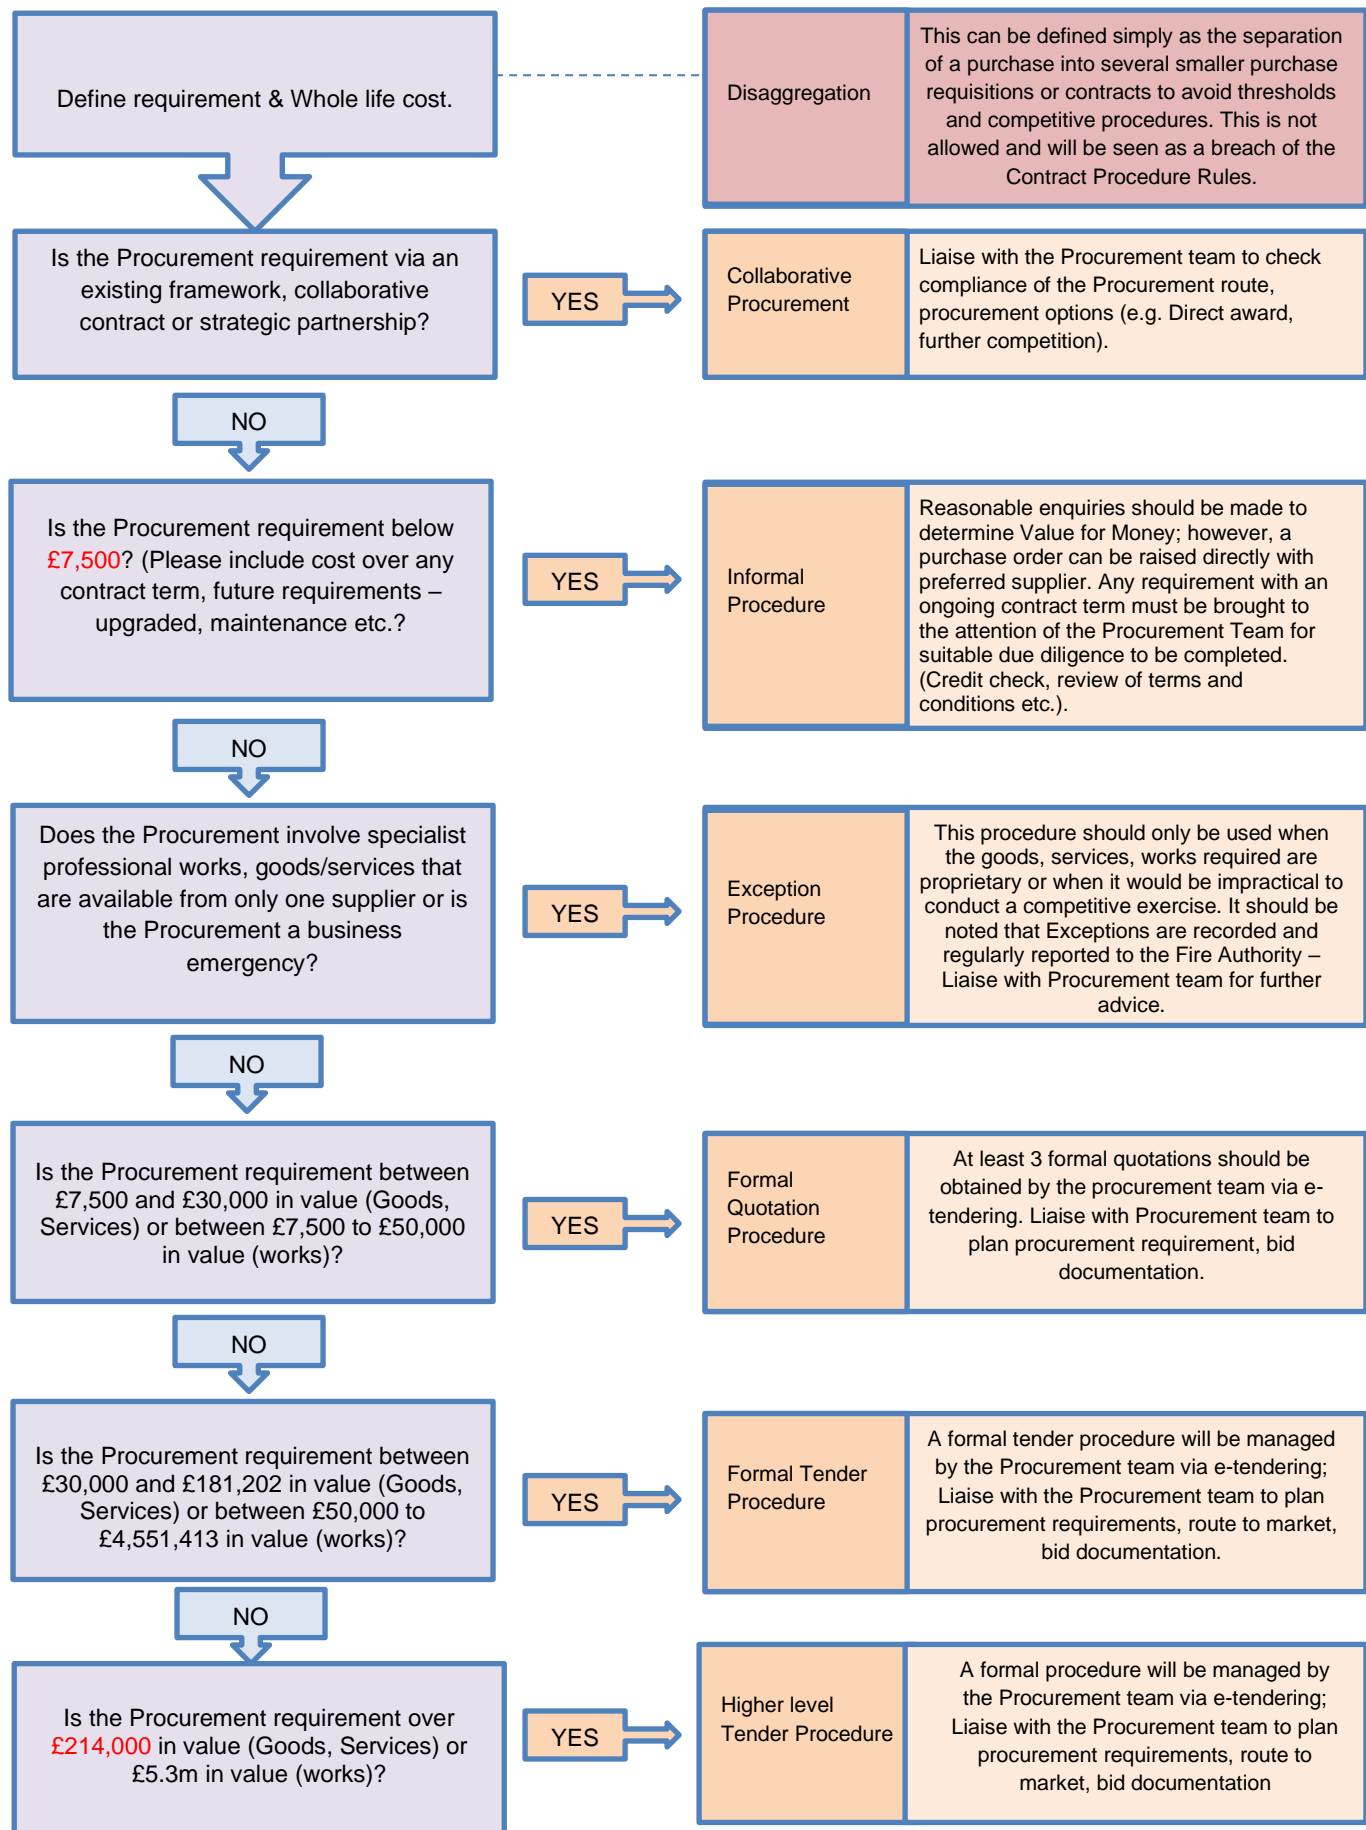 Define requirement & Whole life cost.
Disaggregation
This can be defined simply as the separation
of a purchase into several smaller purchase
requisitions or contracts to avoid thresholds
and competitive procedures. This is not
allowed and will be seen as a breach of the
Contract Procedure Rules.
Is the Procurement requirement via an
existing framework, collaborative
contract or strategic partnership?
YES
Collaborative
Procurement
Liaise with the Procurement team to check
compliance of the Procurement route,
procurement options (e.g. Direct award,
further competition).
NO
Is the Procurement requirement below
£7,500? (Please include cost over any
contract term, future requirements –
upgraded, maintenance etc.?
YES
Informal
Procedure
Reasonable enquiries should be made to
determine Value for Money; however, a
purchase order can be raised directly with
preferred supplier. Any requirement with an
ongoing contract term must be brought to
the attention of the Procurement Team for
suitable due diligence to be completed.
(Credit check, review of terms and
conditions etc.).
NO
Does the Procurement involve specialist
professional works, goods/services that
are available from only one supplier or is
the Procurement a business
emergency?
YES
Exception
Procedure
This procedure should only be used when
the goods, services, works required are
proprietary or when it would be impractical to
conduct a competitive exercise. It should be
noted that Exceptions are recorded and
regularly reported to the Fire Authority –
Liaise with Procurement team for further
advice.
NO
Is the Procurement requirement between
£7,500 and £30,000 in value (Goods,
Services) or between £7,500 to £50,000
in value (works)?
YES
Formal
Quotation
Procedure
At least 3 formal quotations should be
obtained by the procurement team via e-
tendering. Liaise with Procurement team to
plan procurement requirement, bid
documentation.
NO
Is the Procurement requirement between
£30,000 and £181,202 in value (Goods,
Services) or between £50,000 to
£4,551,413 in value (works)?
YES
Formal Tender
Procedure
A formal tender procedure will be managed
by the Procurement team via e-tendering;
Liaise with the Procurement team to plan
procurement requirements, route to market,
bid documentation.
NO
Is the Procurement requirement over
£214,000 in value (Goods, Services) or
£5.3m in value (works)?
YES
Higher level
Tender Procedure
A formal procedure will be managed by
the Procurement team via e-tendering;
Liaise with the Procurement team to plan
procurement requirements, route to
market, bid documentation